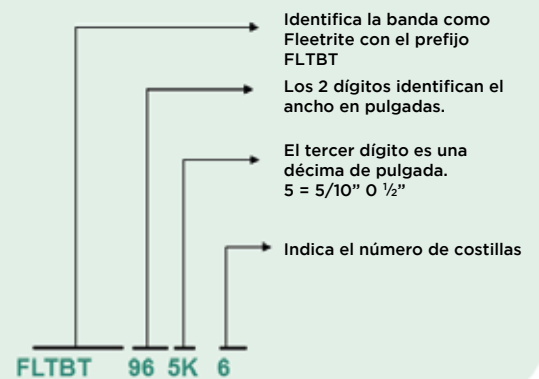 Identifica la banda como
Fleetrite con el prefijo
FLTBT
Los 2 dígitos identifican el
ancho en pulgadas.
El tercer dígito es una
décima de pulgada.
5 = 5/10” 0 ½”
Indica el número de costillas
FLTBT 96 5K 6